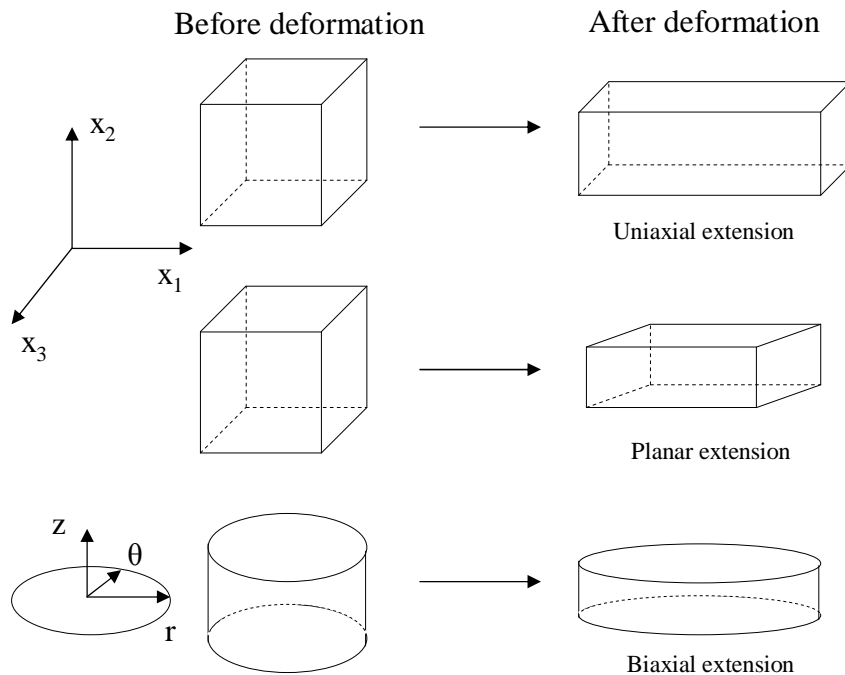 Before deformation
After deformation
x₂
x₁
x₃
Uniaxial extension
Planar extension
z
θ
r
Biaxial extension